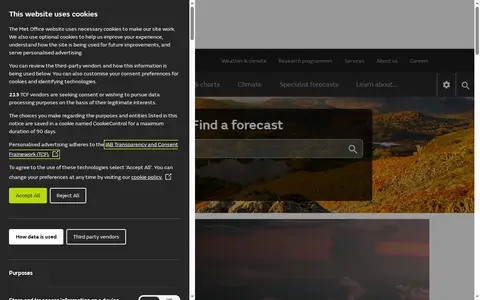 This website uses cookies
The Met Office website uses necessary cookies to make our site work.
We also use optional cookies to help us improve your experience,
understand how the site is being used for future improvements, and
serve personalised advertising.
You can review the third-party vendors and how this information is
being used below. You can also customise your consent preferences
for cookies and identifying technologies.
213 TCF vendors are seeking consent or wishing to pursue data
processing purposes on the basis of their legitimate interests.
The choices you make regarding the purposes and entities listed in this
notice are saved in a cookie named CookieControl for a maximum
duration of 90 days.
Personalised advertising adheres to the IAB Transparency and Consent
Framework (TCF).
To agree to the use of these technologies select 'Accept All'. You can
change your preferences at any time by visiting our cookie policy.
Accept All Reject All
How data is used Third party vendors
Purposes
Weather & climate Research programmes Services About us Careers
& charts Climate Specialist forecasts Learn about...
Find a forecast